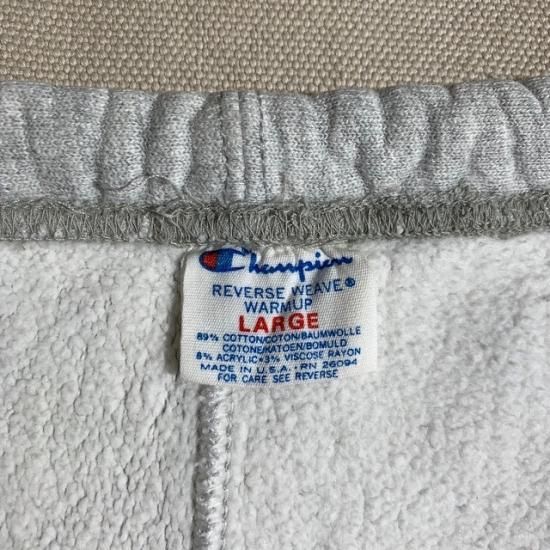 Champion
REVERSE WEAVE®
WARMUP
LARGE
89% COTTON/COTON/BAUMWOLLE
COTONE/KATOEN/BOMULD
8% ACRYLIC•3% VISCOSE RAYON
MADE IN U.S.A. • RN 26094
FOR CARE SEE REVERSE